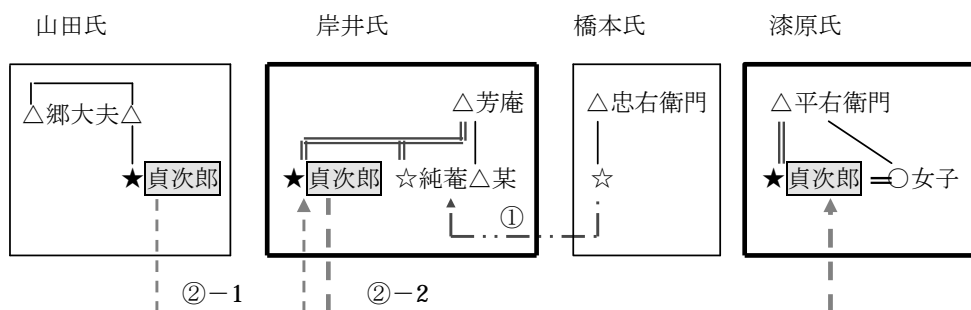 山田氏 岸井氏 橋本氏 漆原氏
△芳庵 △忠右衛門 △平右衛門
△郷大夫△
★貞次郎 ★貞次郎 ☆純菴△某 ☆ ★貞次郎 ○女子
①
②－1 ②－2